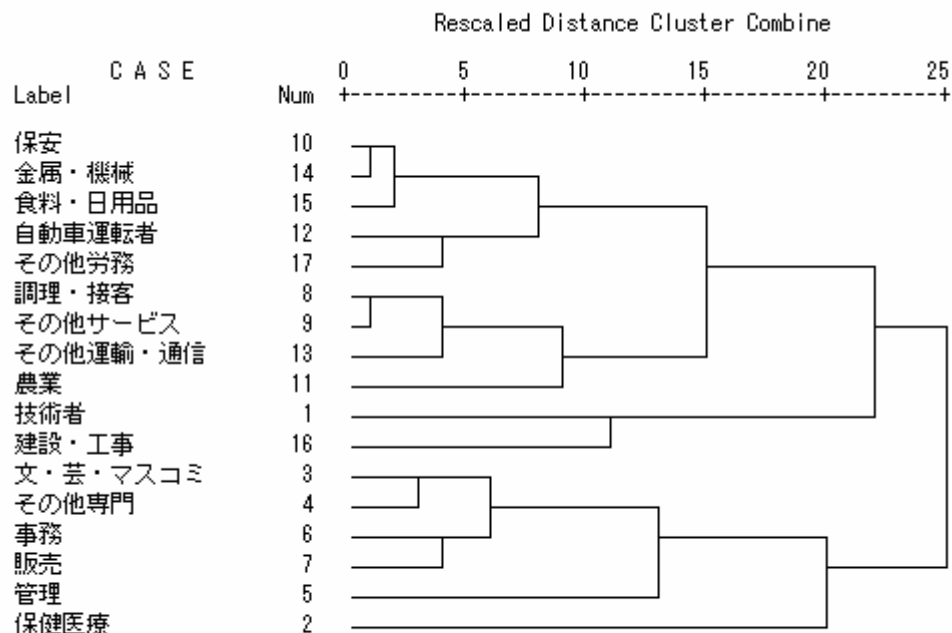 Rescaled Distance Cluster Combine
C A S E 0 5 10 15 20 25
Label Num +---------+---------+---------+---------+---------+
保安 10
金属・機械 14
食料・日用品 15
自動車運転者 12
その他労務 17
調理・接客 8
その他サービス 9
その他運輸・通信 13
農業 11
技術者 1
建設・工事 16
文・芸・マスコミ 3
その他専門 4
事務 6
販売 7
管理 5
保健医療 2